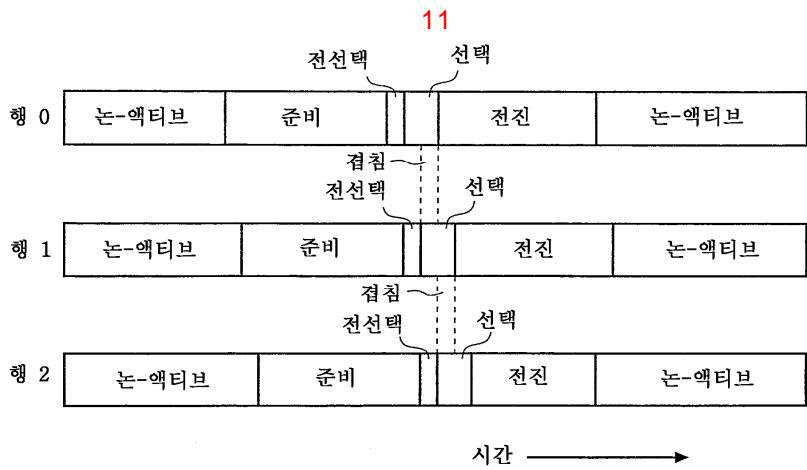 11
전선택 선택
행 0 논-액티브 준비 전진 논-액티브
겹침
전선택 선택
행 1 논-액티브 준비 전진 논-액티브
겹침
전선택 선택
행 2 논-액티브 준비 전진 논-액티브
시간